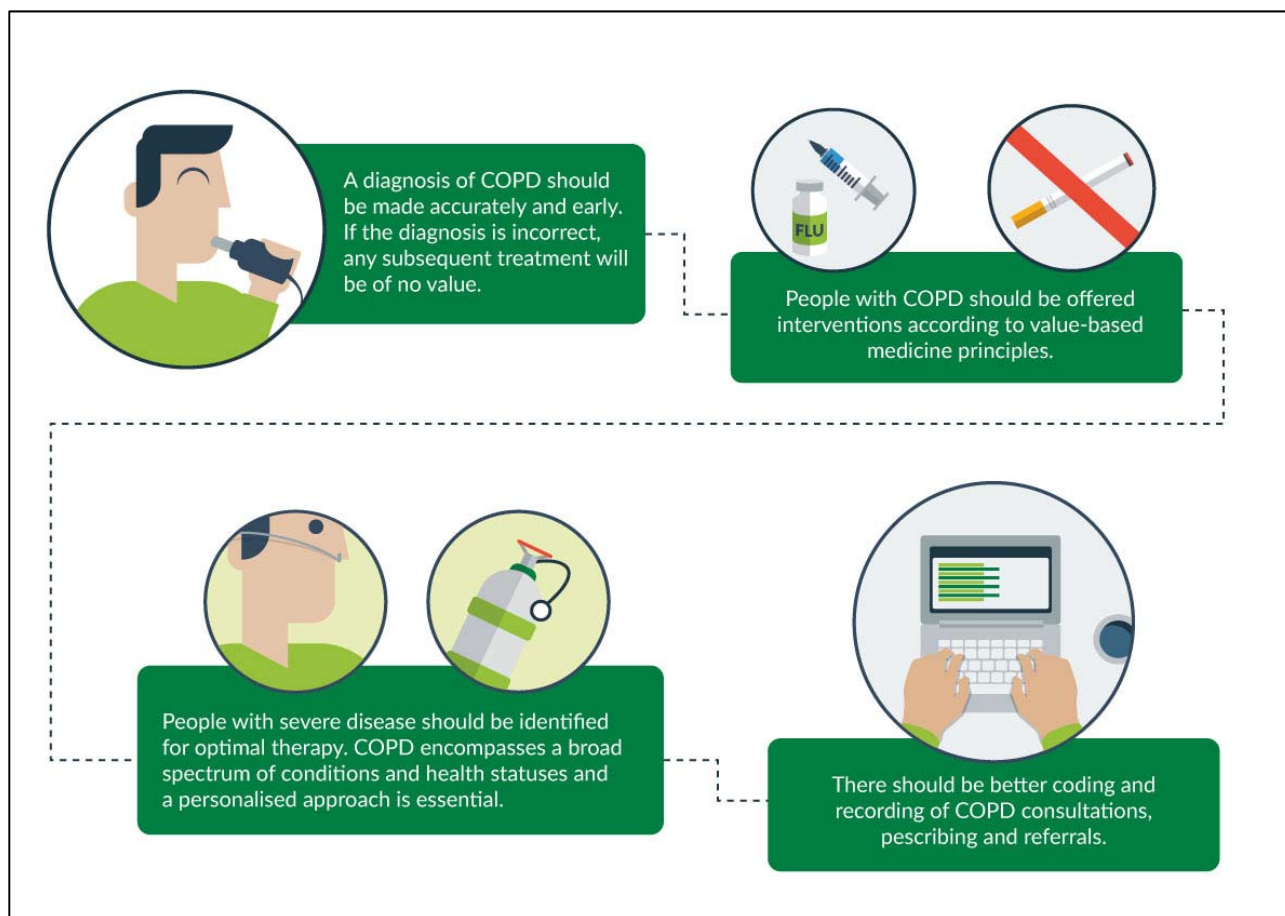 A diagnosis of COPD should
be made accurately and early.
If the diagnosis is incorrect,
any subsequent treatment will
be of no value.
FLU
People with COPD should be offered
interventions according to value-based
medicine principles.
People with severe disease should be identified
for optimal therapy. COPD encompasses a broad
spectrum of conditions and health statuses and
a personalised approach is essential.
There should be better coding and
recording of COPD consultations,
pescribing and referrals.